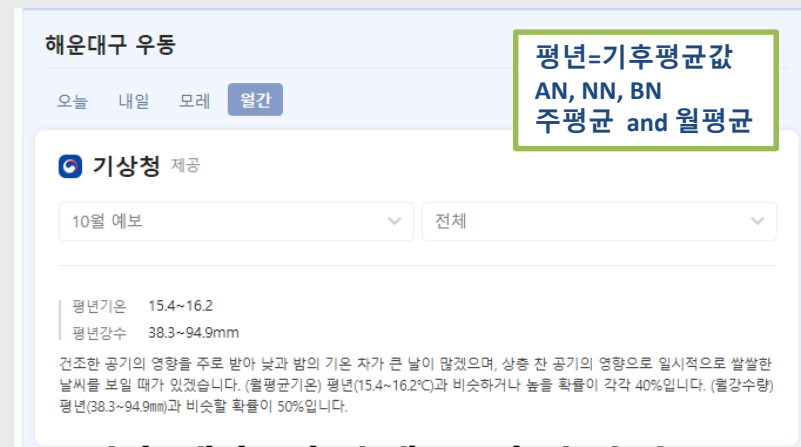 해운대구 우동
평년=기후평균값
AN, NN, BN
주평균 and 월평균
오늘 내일 모레 월간
기상청 제공
10월 예보 전체
평년기온 15.4~16.2
평년강수 38.3~94.9mm
건조한 공기의 영향을 주로 받아 낮과 밤의 기온 차가 큰 날이 많겠으며, 상층 찬 공기의 영향으로 일시적으로 쌀쌀한
날씨를 보일 때가 있겠습니다. (월평균기온) 평년(15.4~16.2℃)과 비슷하거나 높을 확률이 각각 40%입니다. (월강수량)
평년(38.3~94.9㎜)과 비슷할 확률이 50%입니다.